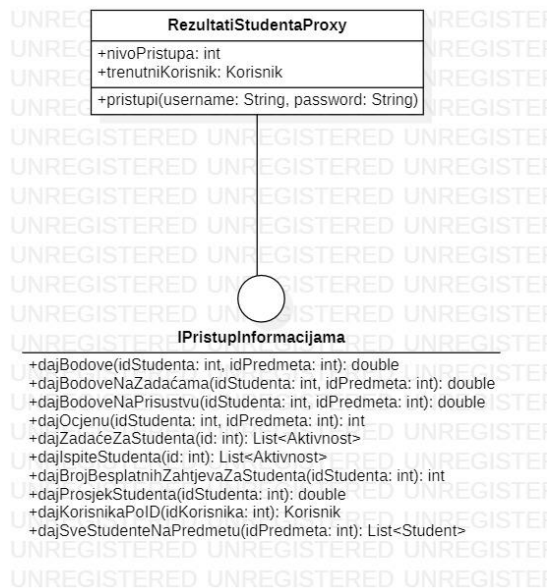 RezultatiStudentaProxy
+nivoPristupa: int
+trenutniKorisnik: Korisnik
+pristupi(username: String, password: String)
IPristupInformacijama
+dajBodove(idStudenta: int, idPredmeta: int): double
+dajBodoveNaZadaćama(idStudenta: int, idPredmeta: int): double
+dajBodoveNaPrisustvu(idStudenta: int, idPredmeta: int): double
+dajOcjenu(idStudenta: int, idPredmeta: int): int
+dajZadaćeZaStudenta(id: int): List<Aktivnost>
+dajIspiteStudenta(id: int): List<Aktivnost>
+dajBrojBesplatnihZahtjevaZaStudenta(idStudenta: int): int
+dajProsjekStudenta(idStudenta: int): double
+dajKorisnikaPoID(idKorisnika: int): Korisnik
+dajSveStudenteNaPredmetu(idPredmeta: int): List<Student>